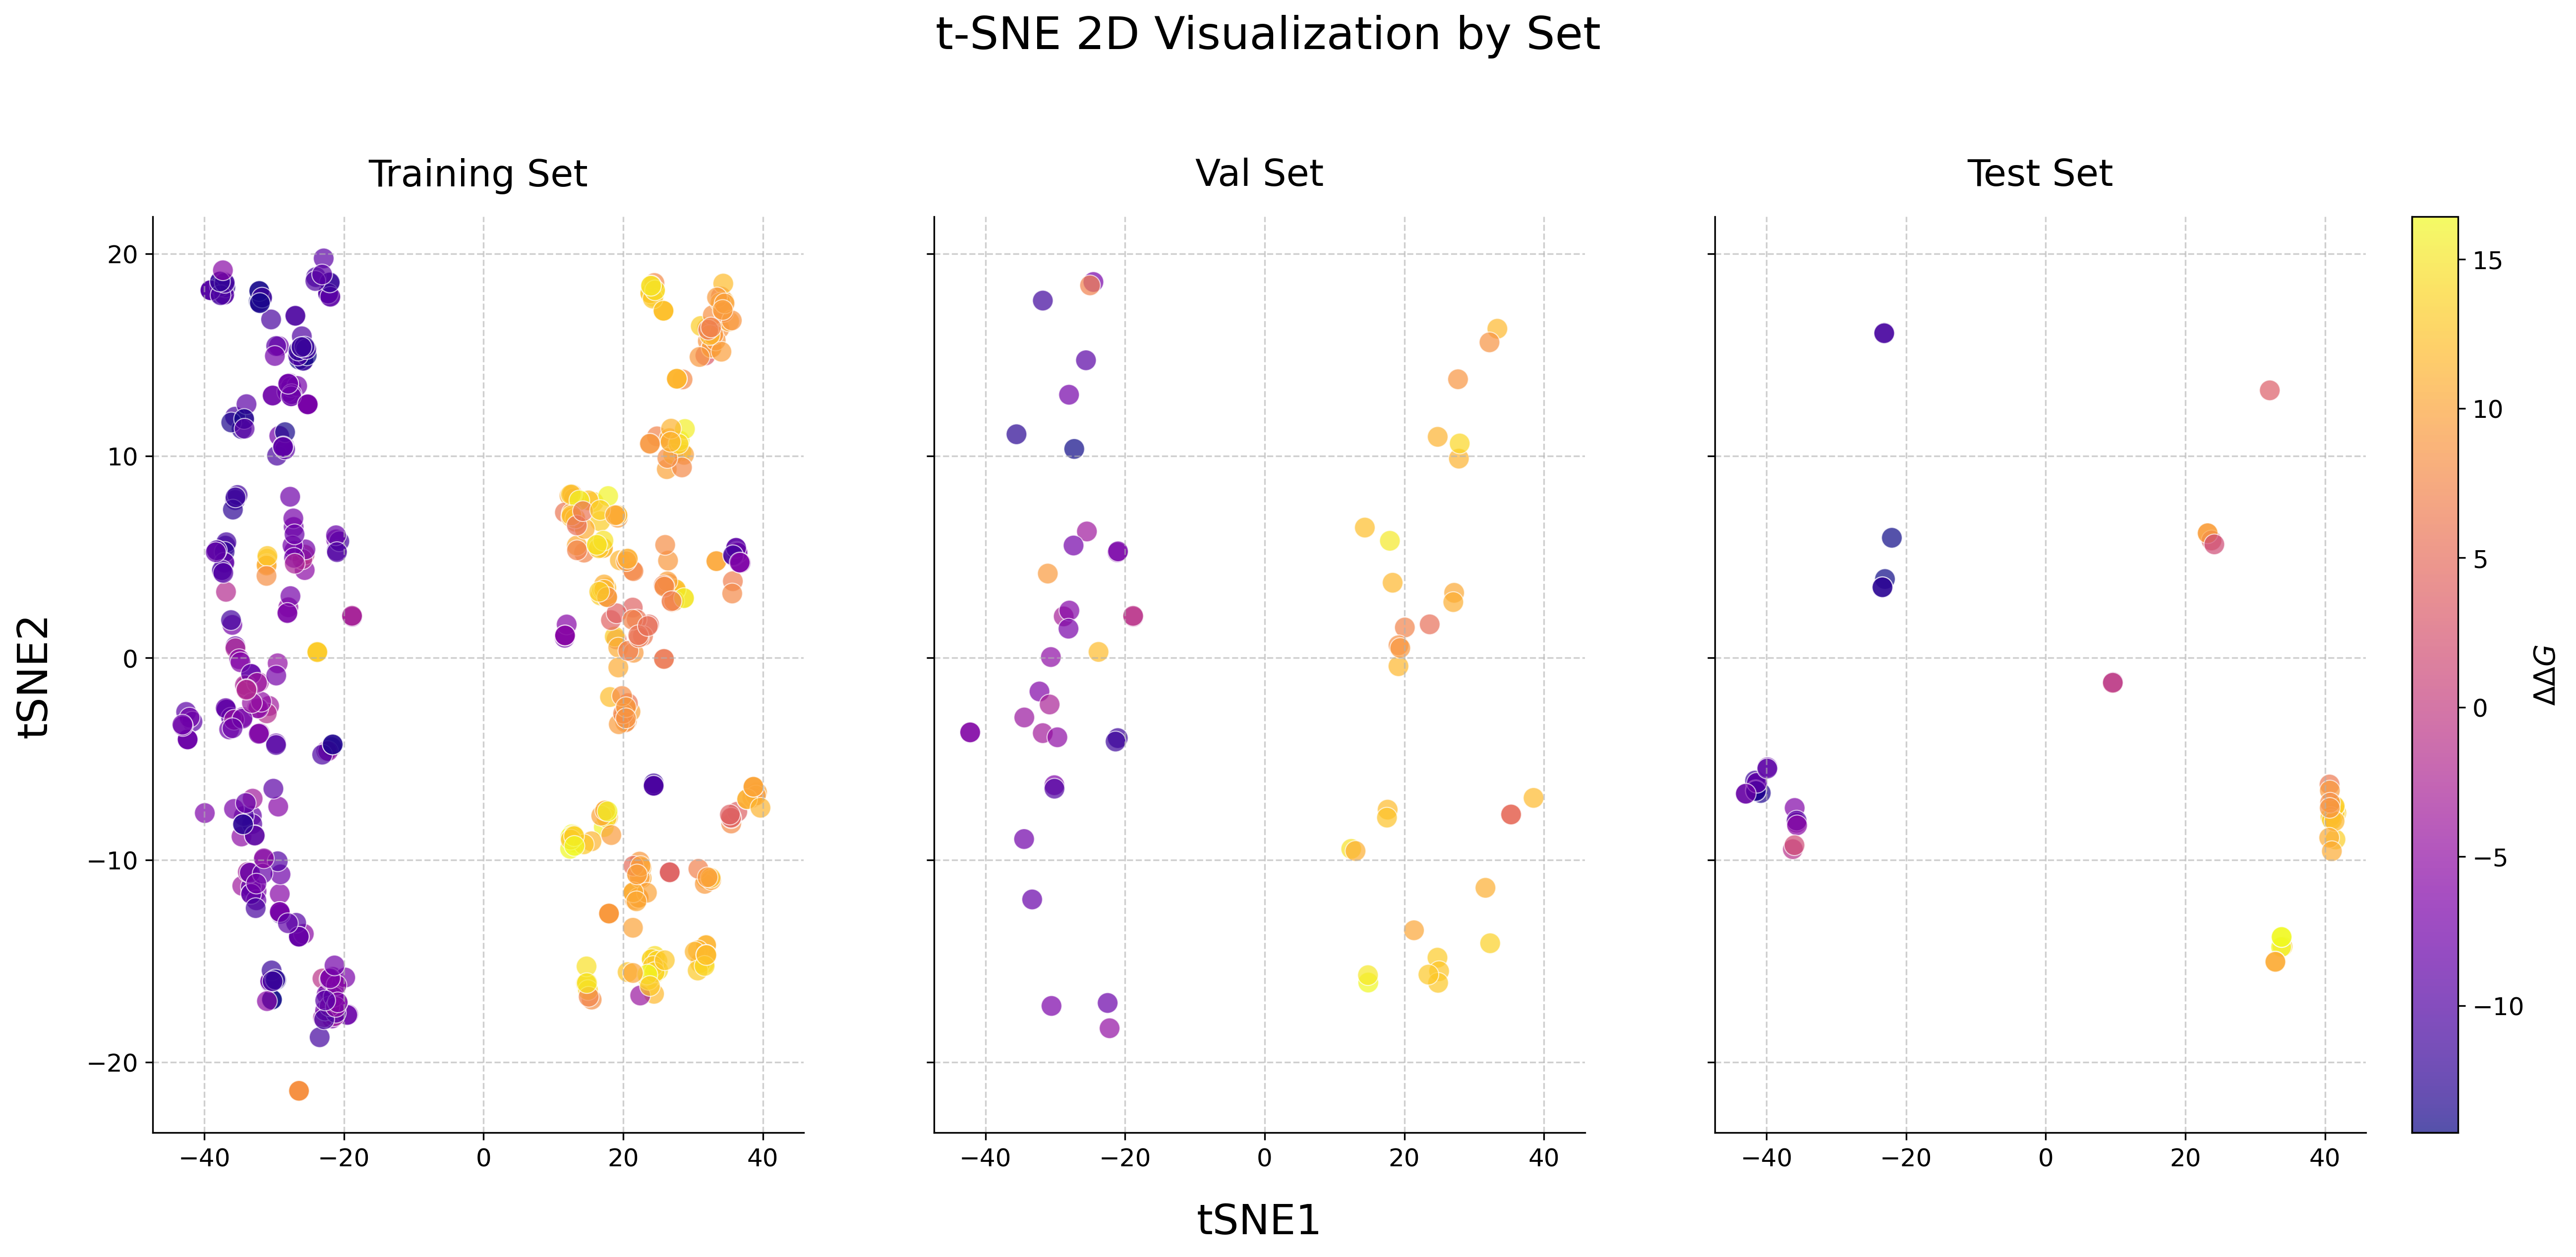 t-SNE 2D Visualization by Set
Training Set
Val Set
Test Set
20
10
0
−10
−20
tSNE2
−40 −20 0 20 40
−40 −20 0 20 40
−40 −20 0 20 40
tSNE1
15
10
5
0
−5
−10
ΔΔG